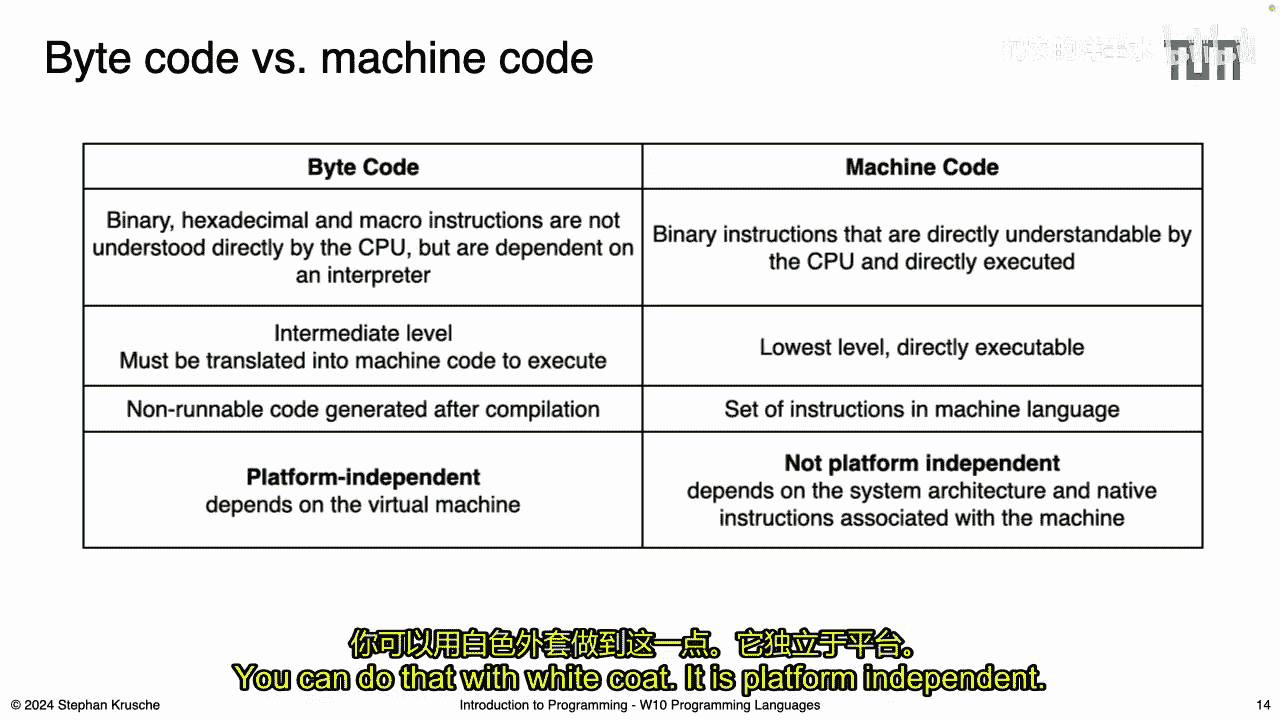 Byte code vs. machine code
Byte Code
Machine Code
Binary, hexadecimal and macro instructions are not
understood directly by the CPU, but are dependent on
an interpreter
Binary instructions that are directly understandable by
the CPU and directly executed
Intermediate level
Must be translated into machine code to execute
Lowest level, directly executable
Non-runnable code generated after compilation
Set of instructions in machine language
Platform-independent
depends on the virtual machine
Not platform independent
depends on the system architecture and native
instructions associated with the machine
你可以用白色外套做到这一点。它独立于平台。
You can do that with white coat. It is platform independent.
© 2024 Stephan Krusche
Introduction to Programming - W10 Programming Languages
14